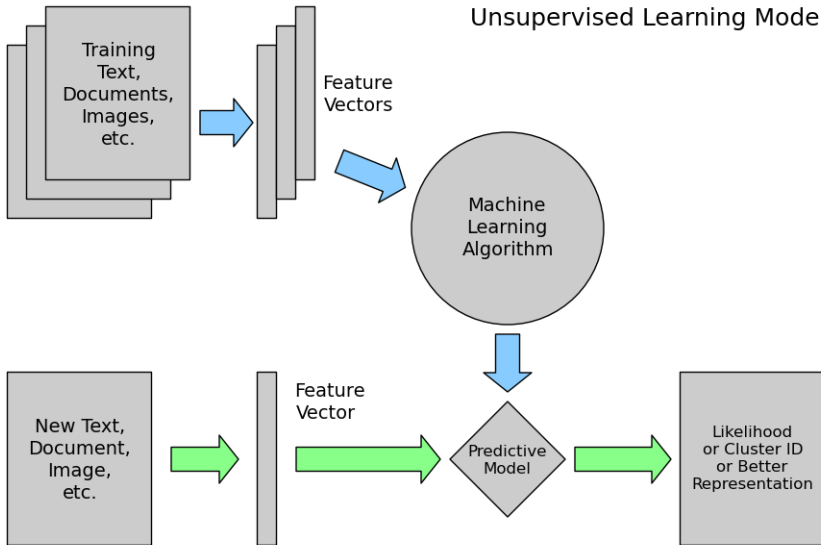 Unsupervised Learning Mode
Training
Text,
Documents,
Images,
etc.
Feature
Vectors
Machine
Learning
Algorithm
New Text,
Document,
Image,
etc.
Feature
Vector
Predictive
Model
Likelihood
or Cluster ID
or Better
Representation